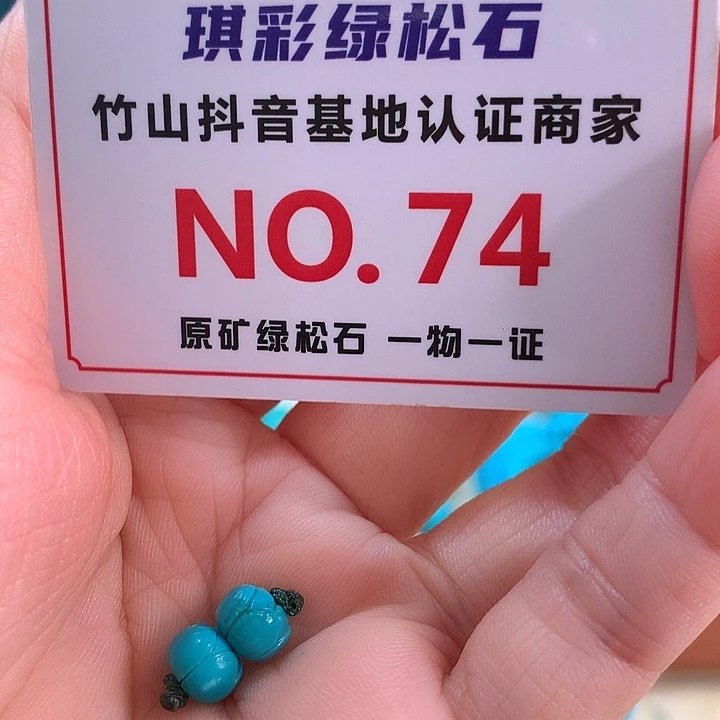 琪彩绿松石
竹山抖音基地认证商家
NO. 74
原矿绿松石 一物一证